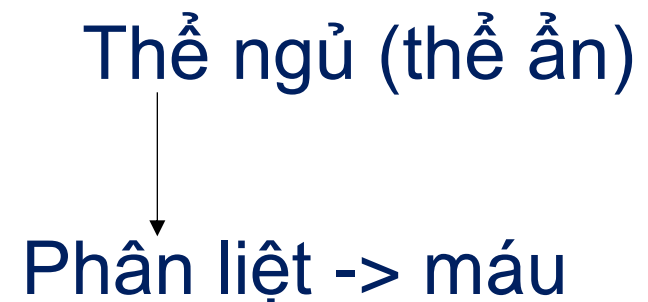 Thể ngủ (thể ẩn)
Phân liệt -> máu